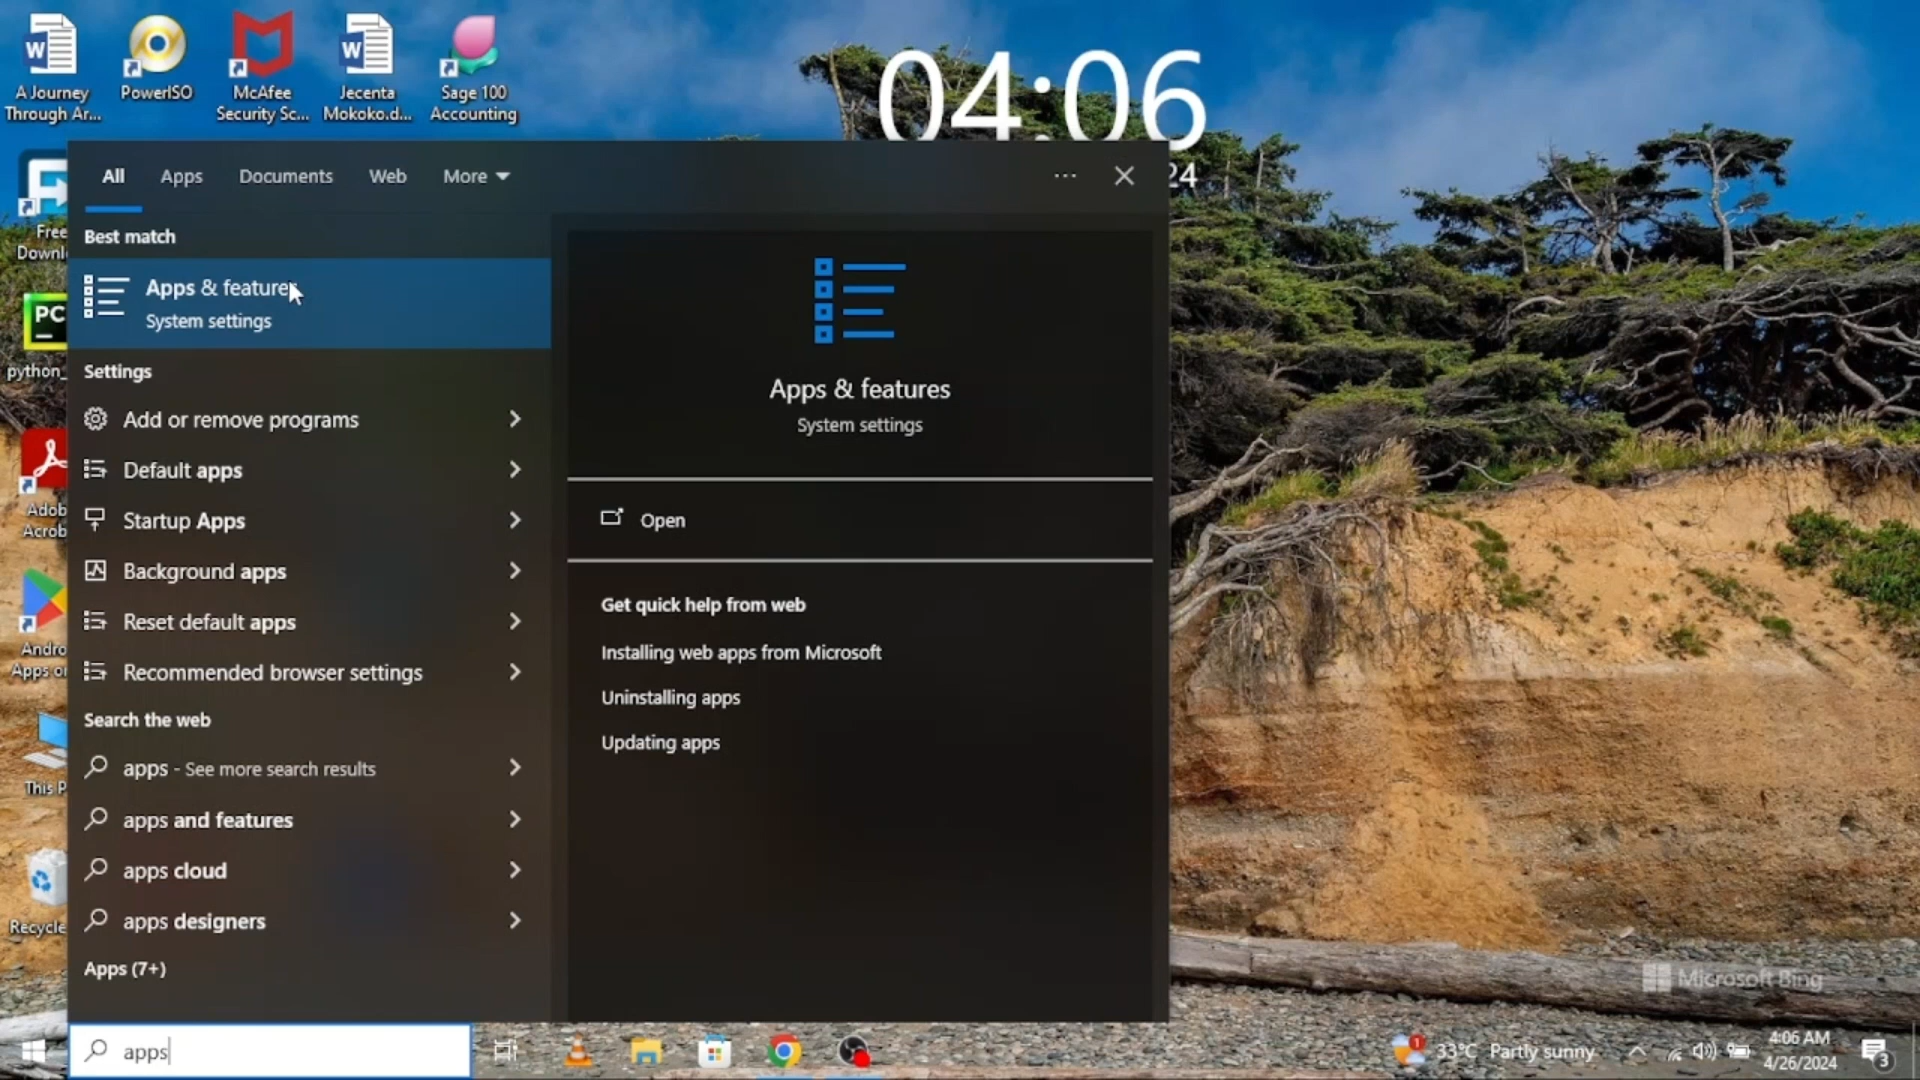 A Journey
Through Ar...
PowerISO
McAfee
Security Sc...
Jecenta
Mokoko.d...
Sage 100
Accounting
04:06
24
Free
Downl
PC
python_
Adob
Acrob
Andro
Apps or
This P
Recycle
All
Apps
Documents
Web
More
Best match
Apps & features
System settings
Settings
Add or remove programs
Default apps
Startup Apps
Background apps
Reset default apps
Recommended browser settings
Search the web
apps - See more search results
apps and features
apps cloud
apps designers
Apps (7+)
Apps & features
System settings
Open
Get quick help from web
Installing web apps from Microsoft
Uninstalling apps
Updating apps
Microsoft Bing
apps
1
33°C Partly sunny
4:06 AM
4/26/2024
3